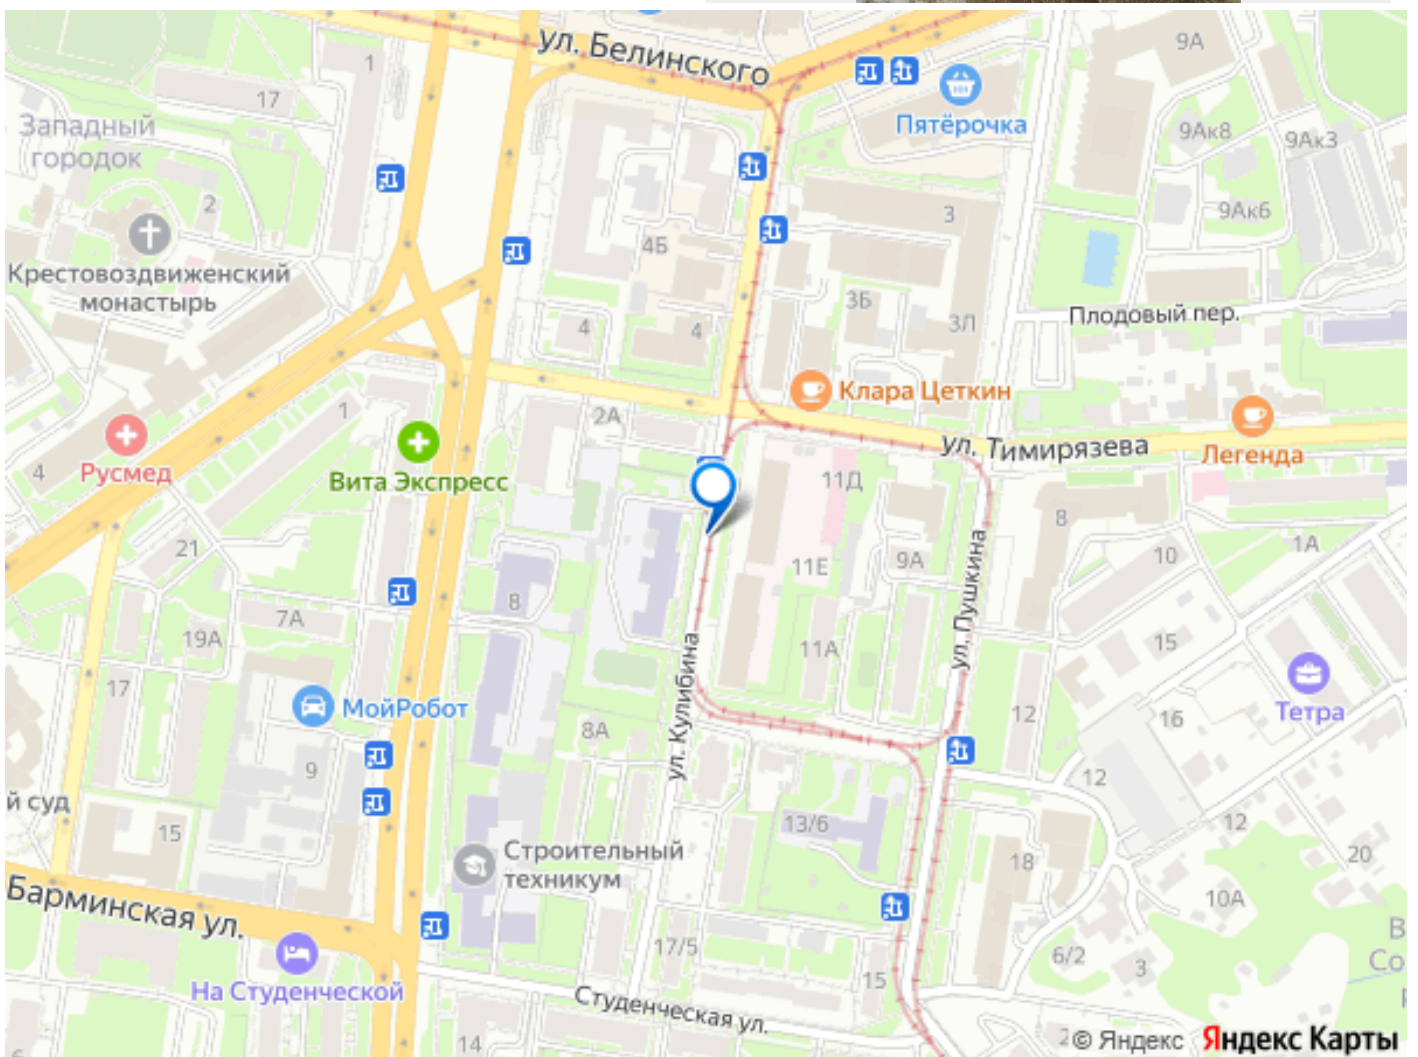 ул. Белинского
1
17
9А
Западный
городок
Пятёрочка
9Ак8
9Ак3
2
3
9Ак6
4Б
Крестовоздвиженский
монастырь
3Б
3Л
Плодовый пер.
4
4
Клара Цеткин
1
2А
ул. Тимирязева
Легенда
4
Русмед
Вита Экспресс
11Д
8
21
11Е
9А
10
1А
8
7А
19А
ул. Пушкина
11А
15
ул. Кулибина
17
МойРобот
12
16
Тетра
8А
9
12
й суд
15
13/6
12
Строительный
техникум
18
20
Барминская ул.
10А
17/5
6/2
3
В
Со
р
На Студенческой
15
Студенческая ул.
14
2
© Яндекс
Яндекс Карты
6